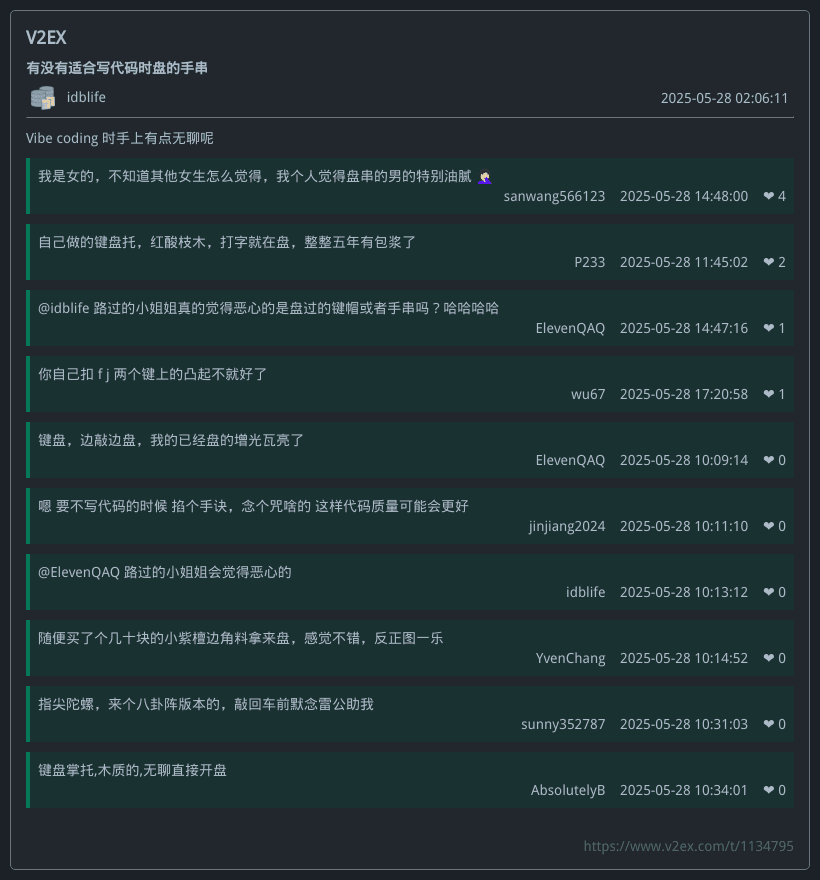 V2EX
有没有适合写代码时盘的手串
idblife 2025-05-28 02:06:11
Vibe coding 时手上有点无聊呢
我是女的，不知道其他女生怎么觉得，我个人觉得盘串的男的特别油腻 🤦🏻‍♀️
sanwang566123 2025-05-28 14:48:00 ❤ 4
自己做的键盘托，红酸枝木，打字就在盘，整整五年有包浆了
P233 2025-05-28 11:45:02 ❤ 2
@idblife 路过的小姐姐真的觉得恶心的是盘过的键帽或者手串吗？哈哈哈哈
ElevenQAQ 2025-05-28 14:47:16 ❤ 1
你自己扣 f j 两个键上的凸起不就好了
wu67 2025-05-28 17:20:58 ❤ 1
键盘，边敲边盘，我的已经盘的增光瓦亮了
ElevenQAQ 2025-05-28 10:09:14 ❤ 0
嗯 要不写代码的时候 掐个手诀，念个咒啥的 这样代码质量可能会更好
jinjiang2024 2025-05-28 10:11:10 ❤ 0
@ElevenQAQ 路过的小姐姐会觉得恶心的
idblife 2025-05-28 10:13:12 ❤ 0
随便买了个几十块的小紫檀边角料拿来盘，感觉不错，反正图一乐
YvenChang 2025-05-28 10:14:52 ❤ 0
指尖陀螺，来个八卦阵版本的，敲回车前默念雷公助我
sunny352787 2025-05-28 10:31:03 ❤ 0
键盘掌托,木质的,无聊直接开盘
AbsolutelyB 2025-05-28 10:34:01 ❤ 0
https://www.v2ex.com/t/1134795